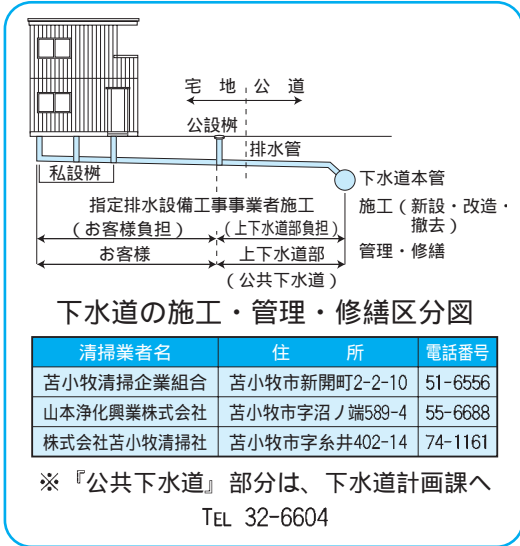 宅地公道
公設桝
排水管
私設桝
下水道本管
指定排水設備工事事業者施工
施工（新設・改造・
撤去）
（お客様負担）
（上下水道部負担）
お客様
上下水道部
管理・修繕
（公共下水道）
下水道の施工・管理・修繕区分図
清掃業者名 住所 電話番号
苫小牧清掃企業組合 苫小牧市新開町2-2-10 51-6556
山本浄化興業株式会社 苫小牧市字沼ノ端589-4 55-6688
株式会社苫小牧清掃社 苫小牧市字糸井402-14 74-1161
※『公共下水道』部分は、下水道計画課へ
TEL 32-6604